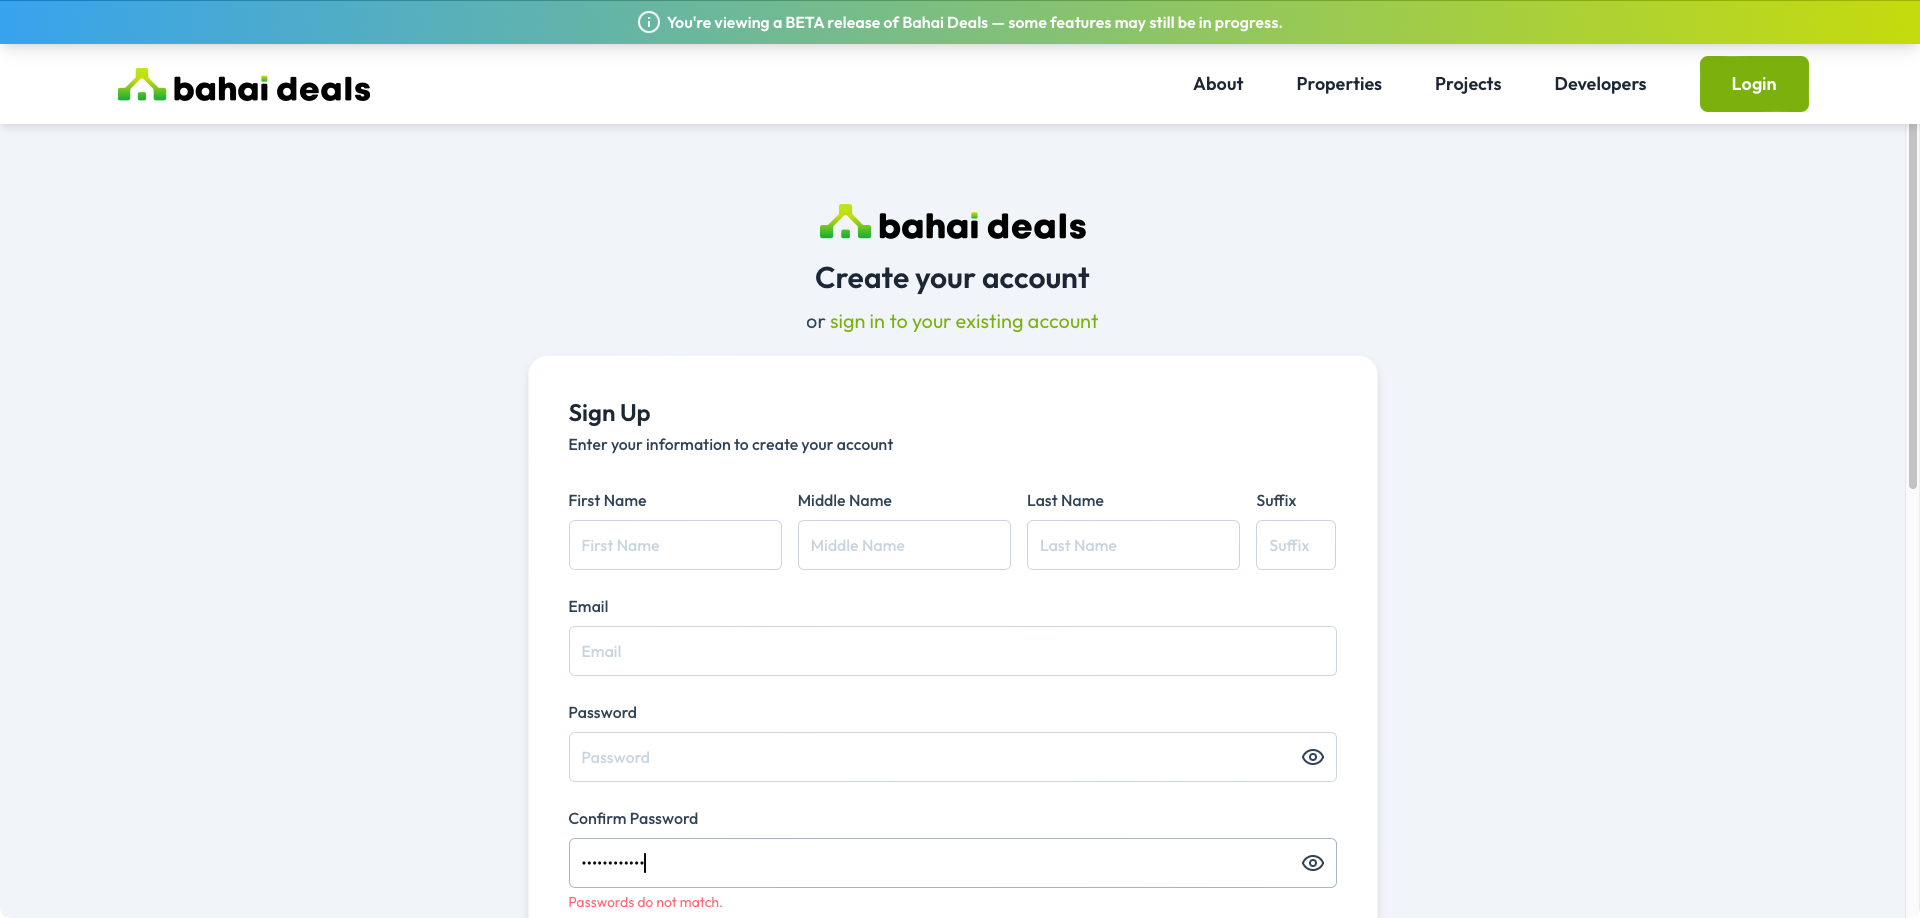 You're viewing a BETA release of Bahai Deals — some features may still be in progress.
bahai deals
About Properties Projects Developers Login
bahai deals
Create your account
or sign in to your existing account
Sign Up
Enter your information to create your account
First Name Middle Name Last Name Suffix
First Name Middle Name Last Name Suffix
Email
Email
Password
Password
Confirm Password
••••••••••••
Passwords do not match.